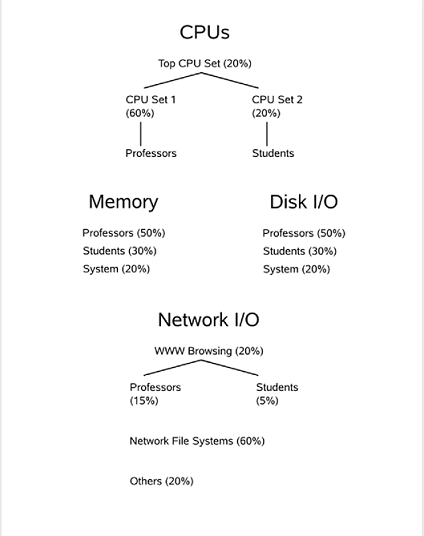 CPUs
Top CPU Set (20%)
CPU Set 1
(60%)
CPU Set 2
(20%)
Professors
Students
Memory
Professors (50%)
Students (30%)
System (20%)
Disk I/O
Professors (50%)
Students (30%)
System (20%)
Network I/O
WWW Browsing (20%)
Professors
(15%)
Students
(5%)
Network File Systems (60%)
Others (20%)